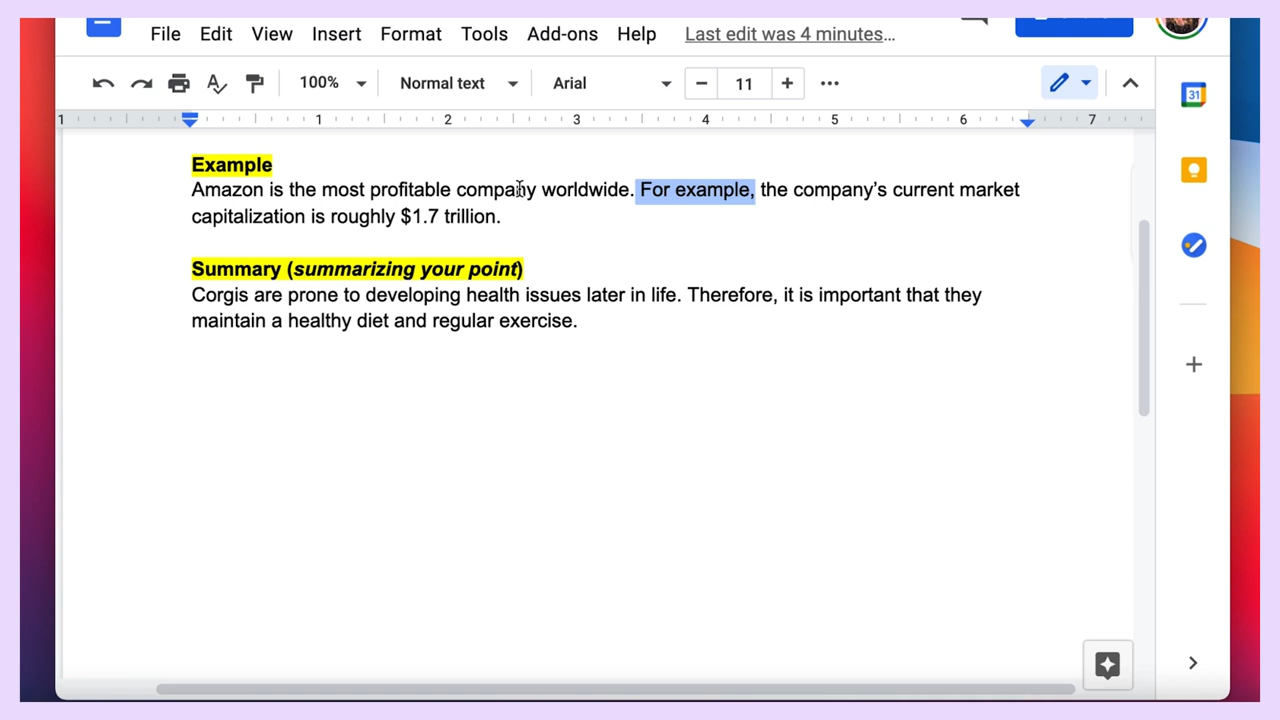 File Edit View Insert Format Tools Add-ons Help Last edit was 4 minutes...
100% Normal text Arial 11
1 1 2 3 4 5 6 7
31
Example
Amazon is the most profitable company worldwide. For example, the company’s current market
capitalization is roughly $1.7 trillion.
Summary (summarizing your point)
Corgis are prone to developing health issues later in life. Therefore, it is important that they
maintain a healthy diet and regular exercise.